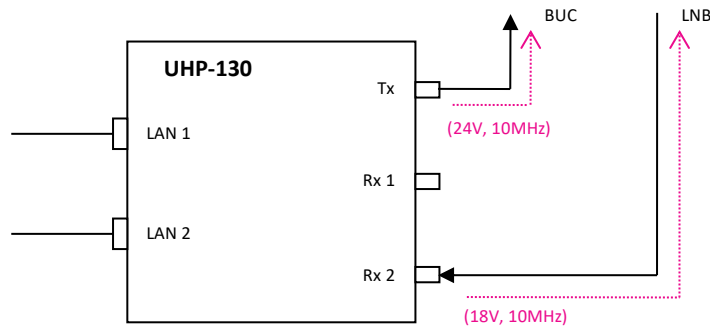 BUC
LNB
UHP-130
Tx
(24V, 10MHz)
LAN 1
Rx 1
LAN 2
Rx 2
(18V, 10MHz)